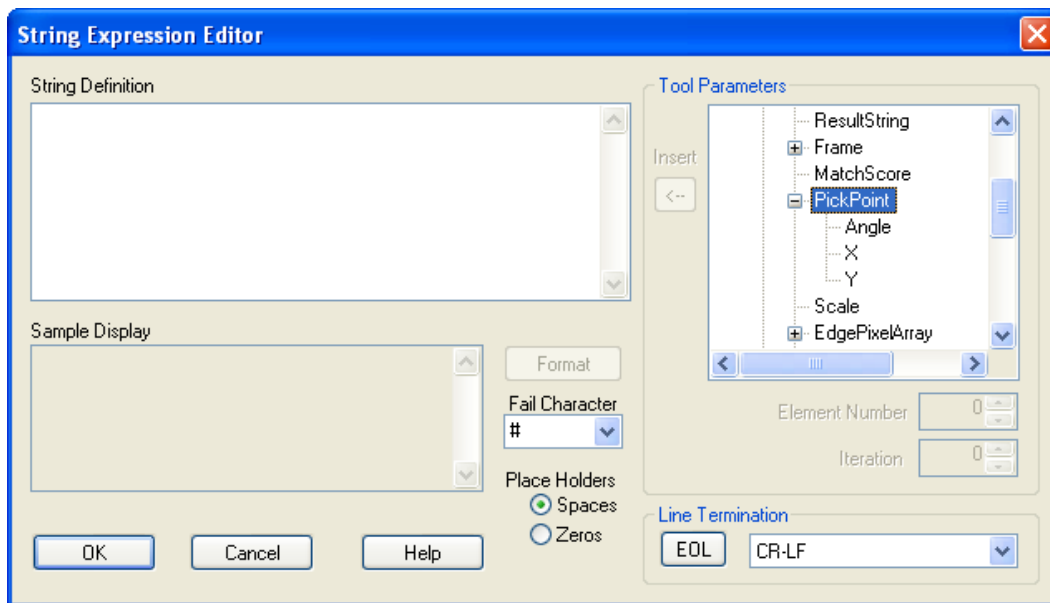 String Expression Editor
String Definition
Sample Display
Format
Fail Character
#
Place Holders
Spaces
Zeros
OK
Cancel
Help
Tool Parameters
Insert
<--
ResultString
Frame
MatchScore
PickPoint
Angle
X
Y
Scale
EdgePixelArray
Element Number
0
Iteration
0
Line Termination
EOL
CR-LF